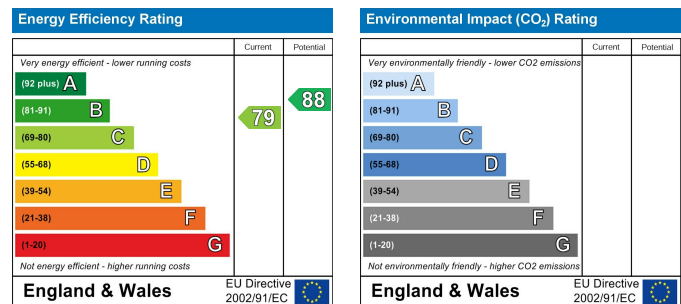 Energy Efficiency Rating
Current Potential
Very energy efficient - lower running costs
(92 plus) A
(81-91) B
(69-80) C
(55-68) D
(39-54) E
(21-38) F
(1-20) G
79
88
Not energy efficient - higher running costs
England & Wales
EU Directive
2002/91/EC
Environmental Impact (CO₂) Rating
Current Potential
Very environmentally friendly - lower CO2 emissions
(92 plus) A
(81-91) B
(69-80) C
(55-68) D
(39-54) E
(21-38) F
(1-20) G
Not environmentally friendly - higher CO2 emissions
England & Wales
EU Directive
2002/91/EC